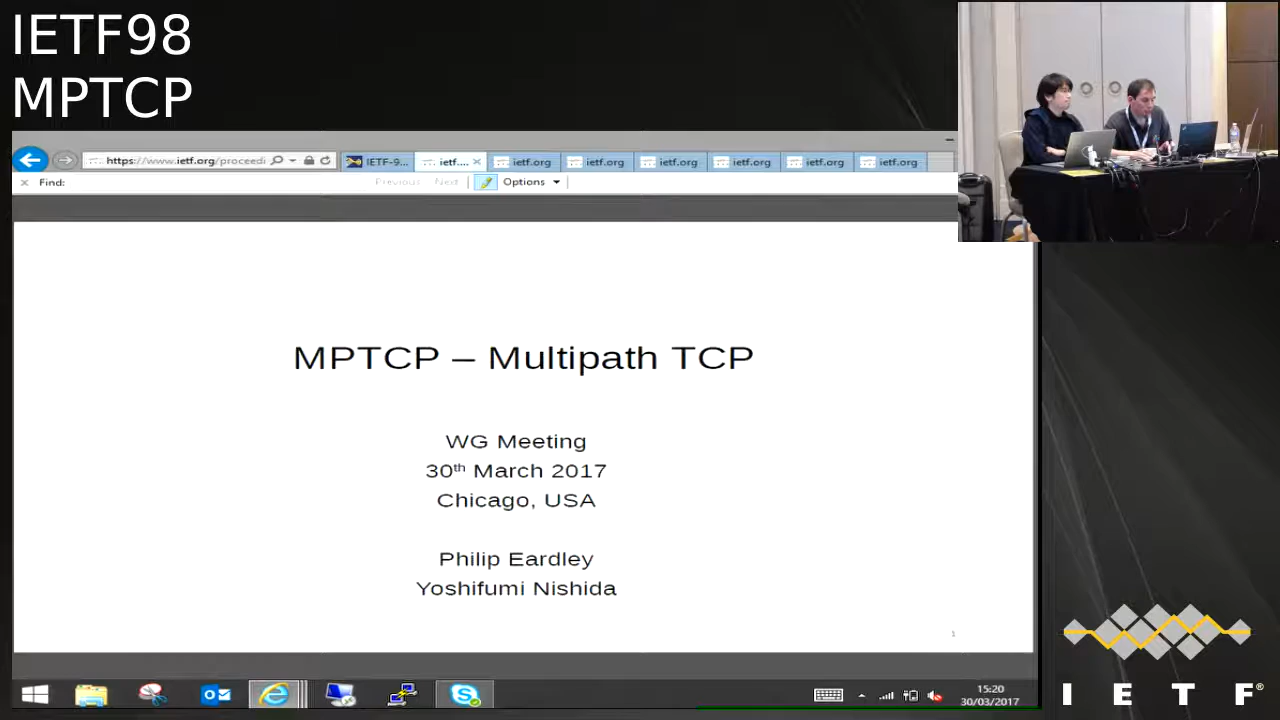 IETF98
MPTCP
https://www.ietf.org/proceedi
IETF-9...
ietf....
ietf.org
ietf.org
ietf.org
ietf.org
ietf.org
ietf.org
Find:
Previous
Next
Options
MPTCP – Multipath TCP
WG Meeting
30th March 2017
Chicago, USA
Philip Eardley
Yoshifumi Nishida
1
15:20
30/03/2017
I E T F®